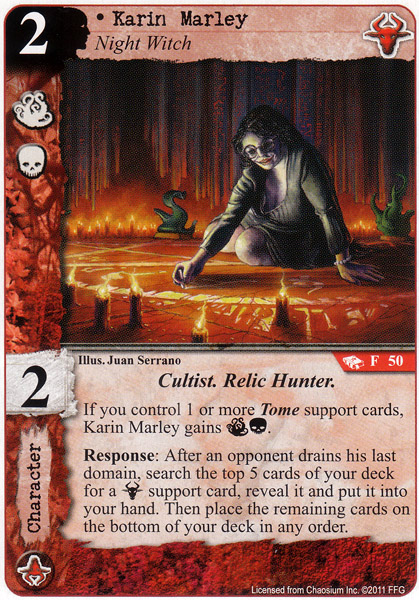 2
• Karin Marley
Night Witch
Illus. Juan Serrano
F 50
2
Cultist. Relic Hunter.
If you control 1 or more Tome support cards,
Karin Marley gains .
Response: After an opponent drains his last
domain, search the top 5 cards of your deck
for a support card, reveal it and put it into
your hand. Then place the remaining cards on
the bottom of your deck in any order.
Character
Licensed from Chaosium Inc. ©2011 FFG